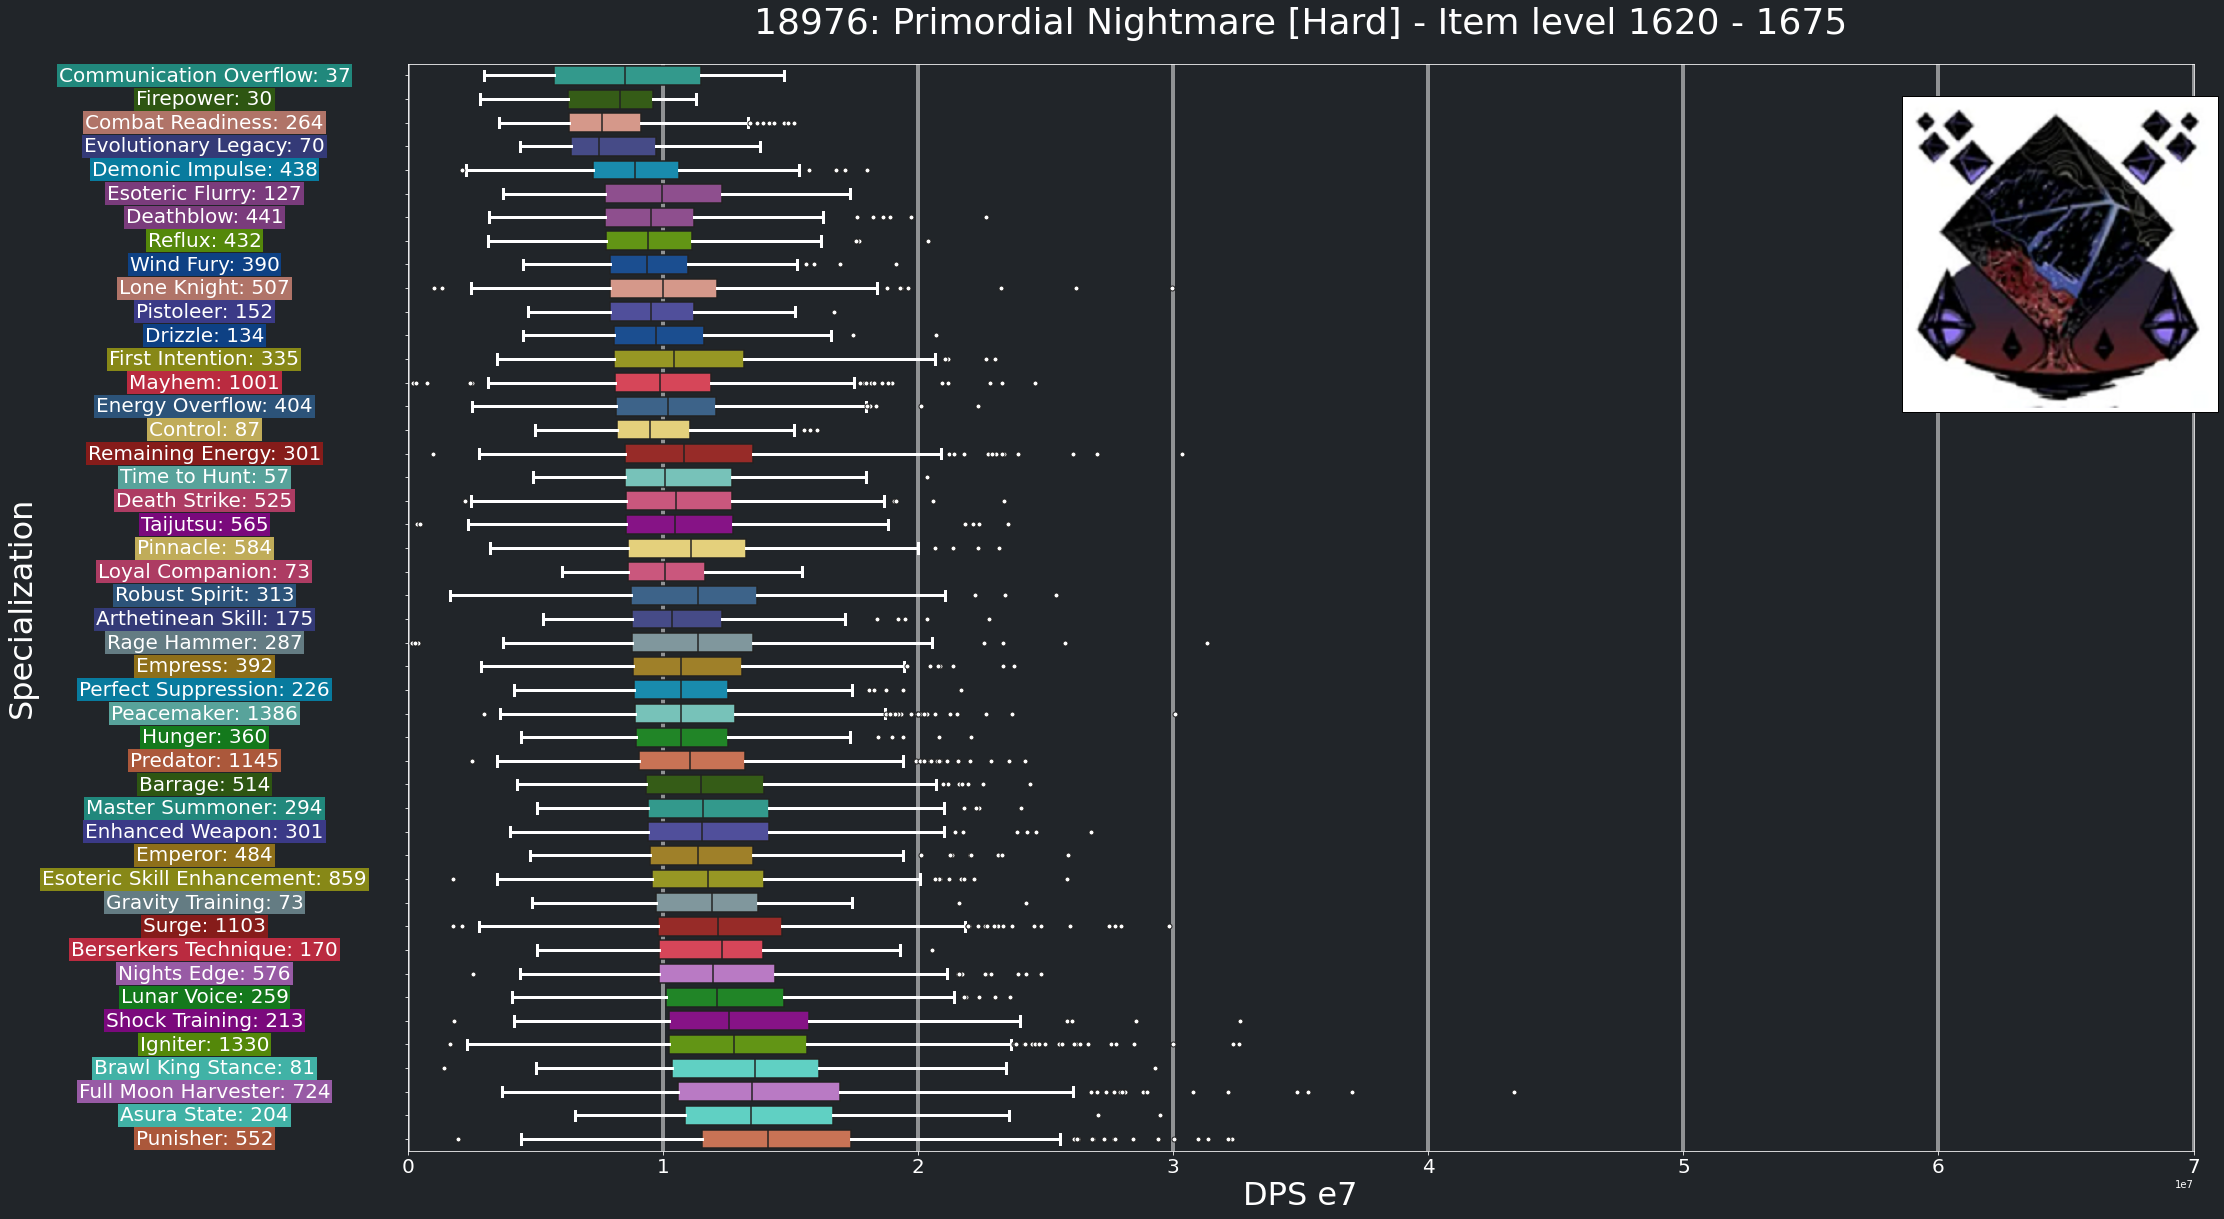 18976: Primordial Nightmare [Hard] - Item level 1620 - 1675
Communication Overflow: 37
Firepower: 30
Combat Readiness: 264
Evolutionary Legacy: 70
Demonic Impulse: 438
Esoteric Flurry: 127
Deathblow: 441
Reflux: 432
Wind Fury: 390
Lone Knight: 507
Pistoleer: 152
Drizzle: 134
First Intention: 335
Mayhem: 1001
Energy Overflow: 404
Control: 87
Remaining Energy: 301
Time to Hunt: 57
Death Strike: 525
Taijutsu: 565
Pinnacle: 584
Loyal Companion: 73
Robust Spirit: 313
Arthetinean Skill: 175
Rage Hammer: 287
Empress: 392
Perfect Suppression: 226
Peacemaker: 1386
Hunger: 360
Predator: 1145
Barrage: 514
Master Summoner: 294
Enhanced Weapon: 301
Emperor: 484
Esoteric Skill Enhancement: 859
Gravity Training: 73
Surge: 1103
Berserkers Technique: 170
Nights Edge: 576
Lunar Voice: 259
Shock Training: 213
Igniter: 1330
Brawl King Stance: 81
Full Moon Harvester: 724
Asura State: 204
Punisher: 552
Specialization
0 1 2 3 4 5 6 7
1e7
DPS e7